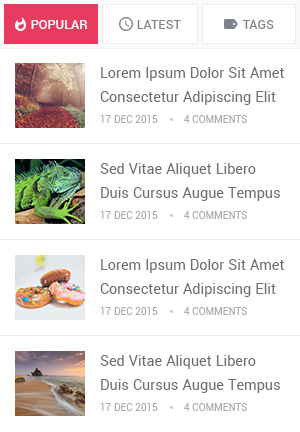 POPULAR LATEST TAGS
Lorem Ipsum Dolor Sit Amet
Consectetur Adipiscing Elit
17 DEC 2015 • 4 COMMENTS
Sed Vitae Aliquet Libero
Duis Cursus Augue Tempus
17 DEC 2015 • 4 COMMENTS
Lorem Ipsum Dolor Sit Amet
Consectetur Adipiscing Elit
17 DEC 2015 • 4 COMMENTS
Sed Vitae Aliquet Libero
Duis Cursus Augue Tempus
17 DEC 2015 • 4 COMMENTS